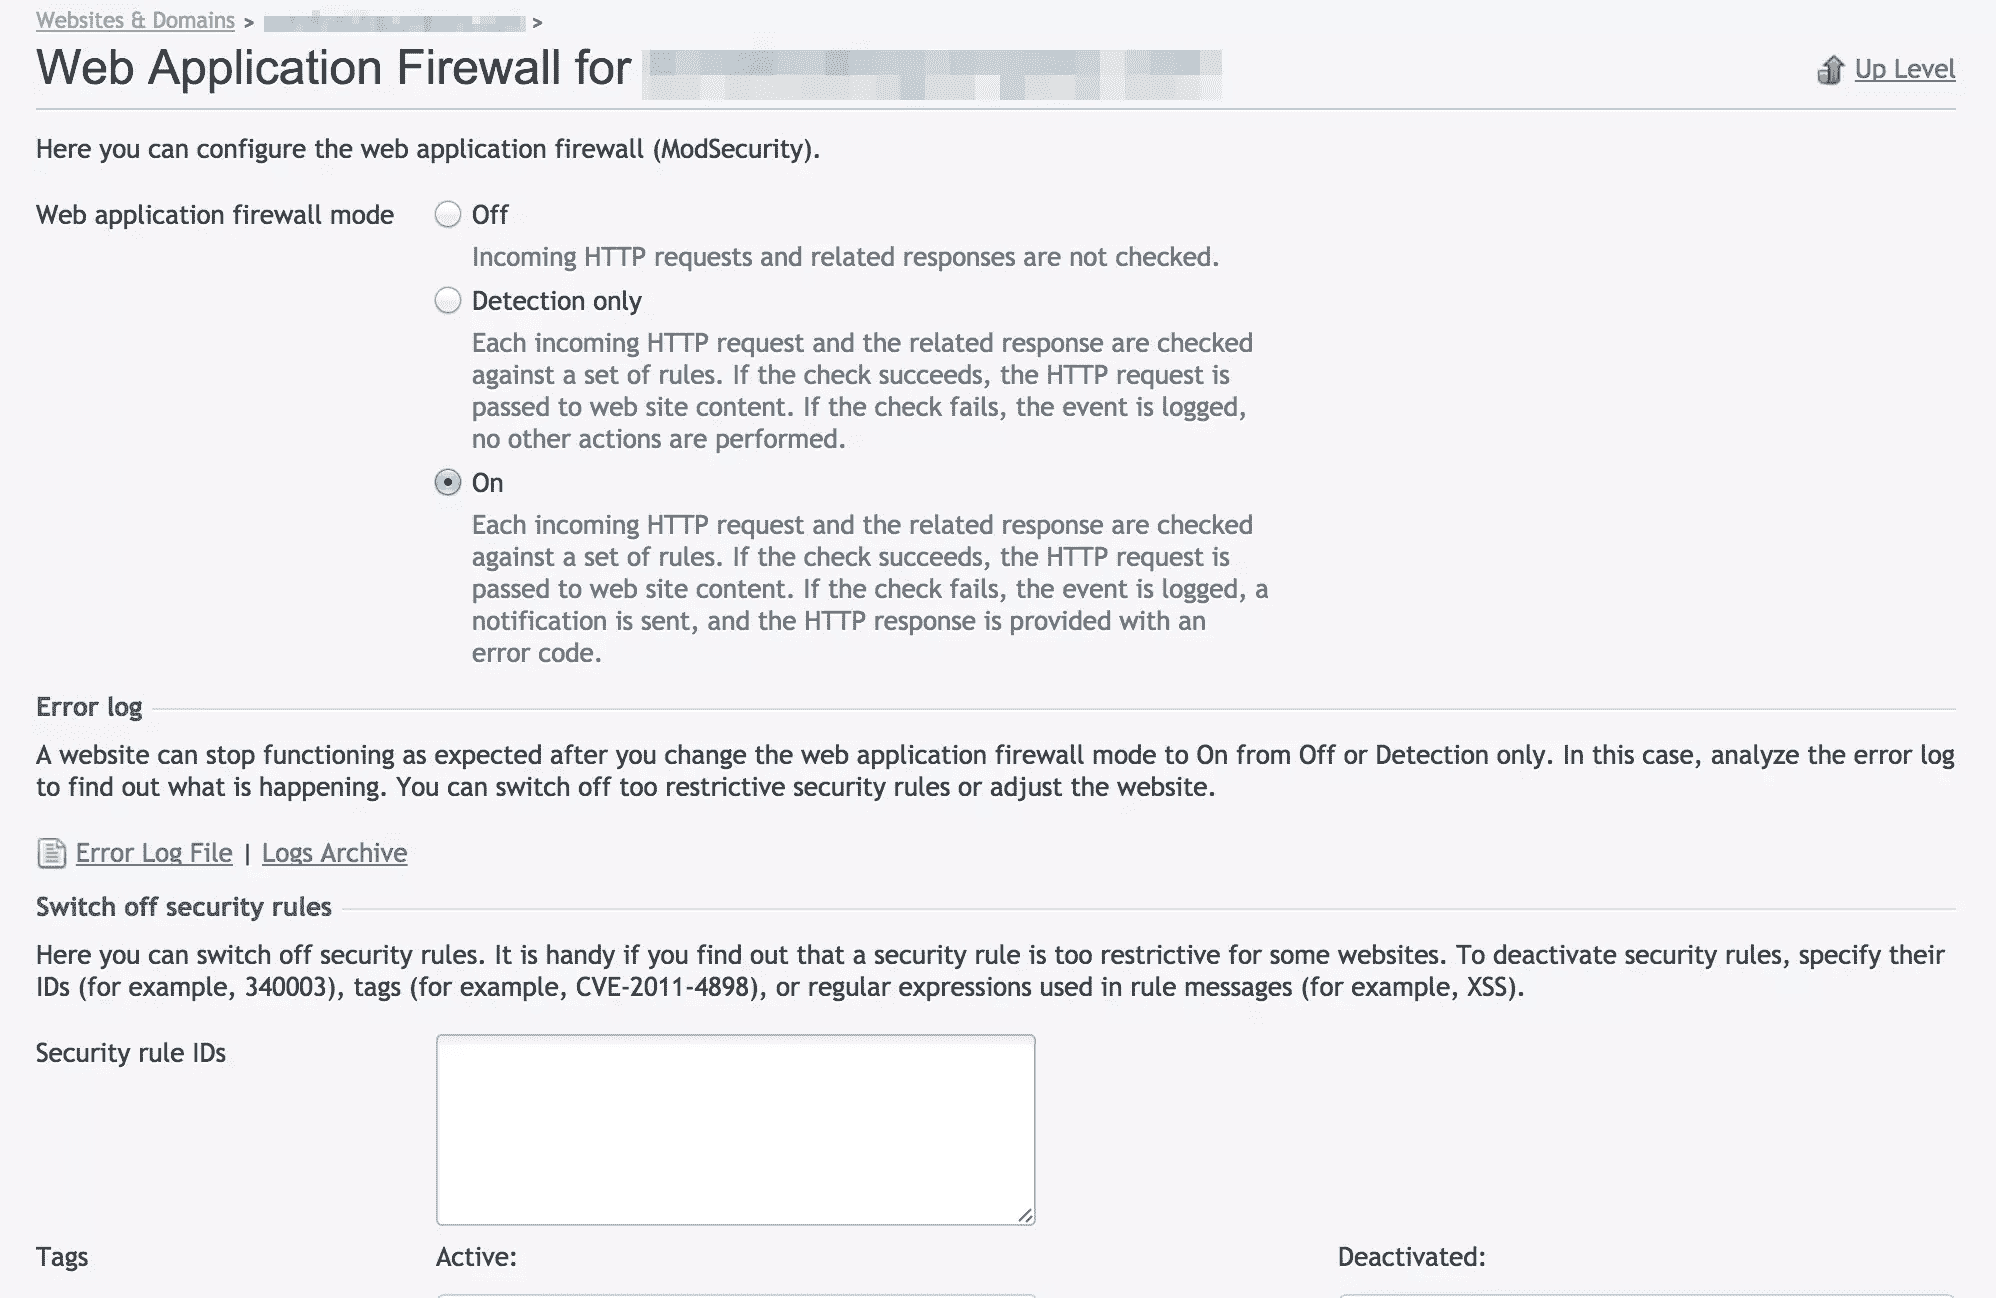 Websites & Domains > >
Web Application Firewall for
Up Level
Here you can configure the web application firewall (ModSecurity).
Web application firewall mode
Off
Incoming HTTP requests and related responses are not checked.
Detection only
Each incoming HTTP request and the related response are checked
against a set of rules. If the check succeeds, the HTTP request is
passed to web site content. If the check fails, the event is logged,
no other actions are performed.
On
Each incoming HTTP request and the related response are checked
against a set of rules. If the check succeeds, the HTTP request is
passed to web site content. If the check fails, the event is logged, a
notification is sent, and the HTTP response is provided with an
error code.
Error log
A website can stop functioning as expected after you change the web application firewall mode to On from Off or Detection only. In this case, analyze the error log
to find out what is happening. You can switch off too restrictive security rules or adjust the website.
Error Log File | Logs Archive
Switch off security rules
Here you can switch off security rules. It is handy if you find out that a security rule is too restrictive for some websites. To deactivate security rules, specify their
IDs (for example, 340003), tags (for example, CVE-2011-4898), or regular expressions used in rule messages (for example, XSS).
Security rule IDs
Tags
Active:
Deactivated: